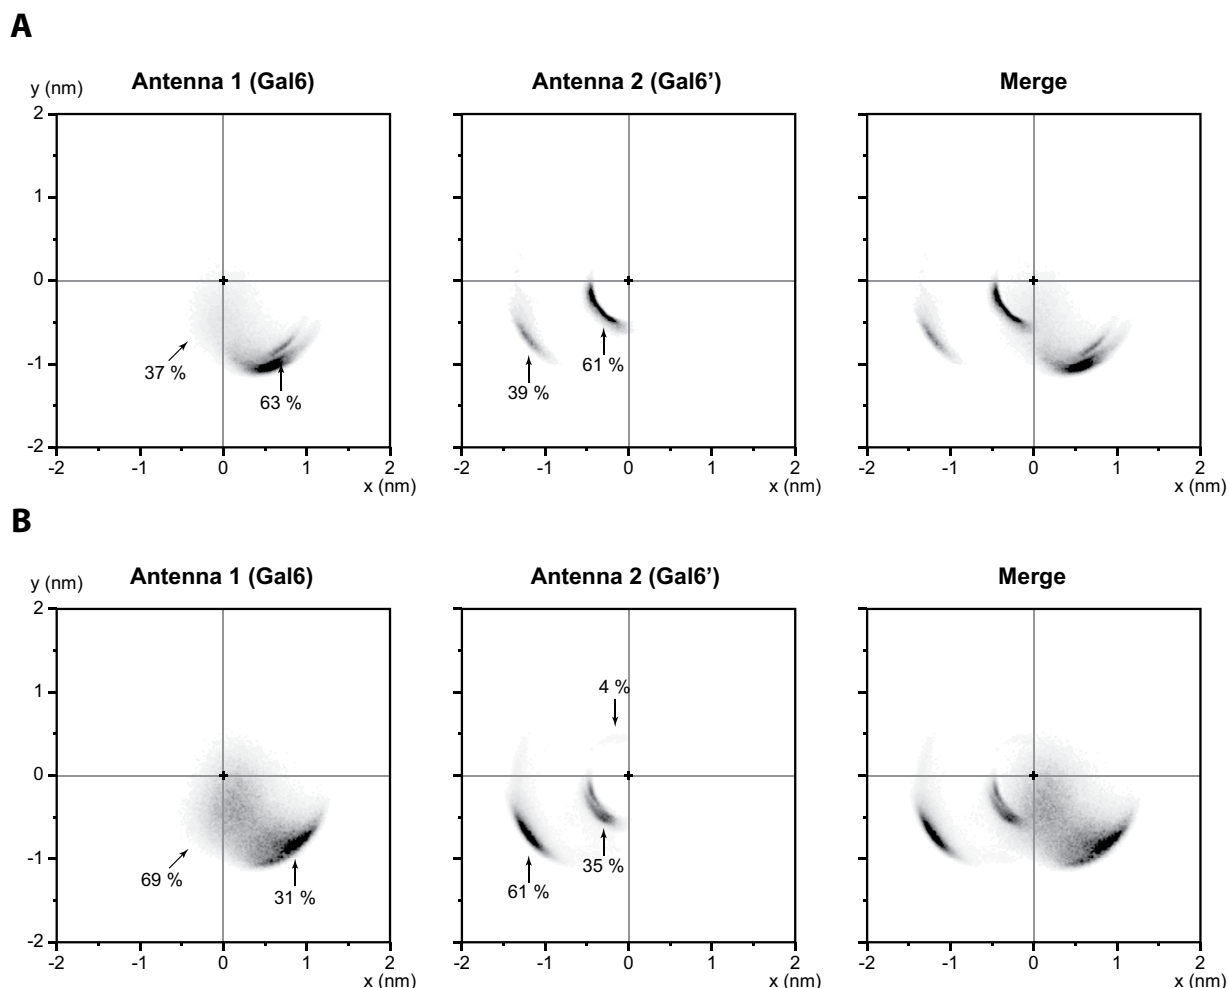 A
Antenna 1 (Gal6) Antenna 2 (Gal6') Merge
y (nm)
2
1
0
-1
-2
37 %
63 %
39 %
61 %
-2 -1 0 1 2 -2 -1 0 1 2 -2 -1 0 1 2
x (nm) x (nm) x (nm)
B
Antenna 1 (Gal6) Antenna 2 (Gal6') Merge
y (nm)
2
1
0
-1
-2
69 %
31 %
4 %
35 %
61 %
-2 -1 0 1 2 -2 -1 0 1 2 -2 -1 0 1 2
x (nm) x (nm) x (nm)